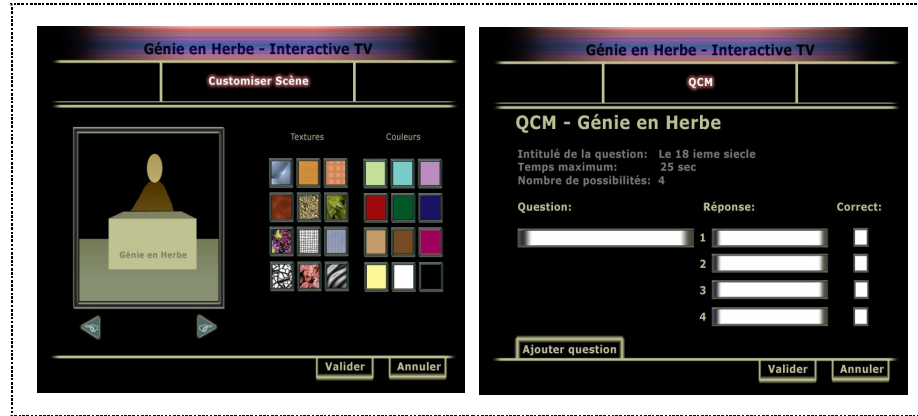 Génie en Herbe - Interactive TV
Customiser Scène
Textures
Couleurs
Génie en Herbe
Valider
Annuler
Génie en Herbe - Interactive TV
QCM
QCM - Génie en Herbe
Intitulé de la question: Le 18 ieme siecle
Temps maximum: 25 sec
Nombre de possibilités: 4
Question:
Réponse:
Correct:
1
2
3
4
Ajouter question
Valider
Annuler